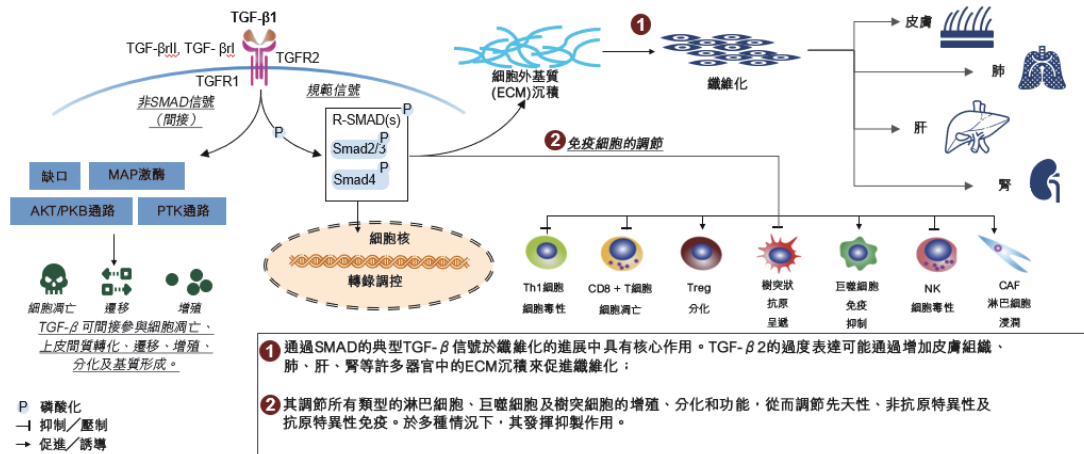 TGF-β1
TGF-βrII, TGF- βrI
TGFR2
TGFR1
非SMAD信號
（間接）
規範信號
P
P
R-SMAD(s)
P
Smad2/3
P
Smad4
缺口
MAP激酶
AKT/PKB通路
PTK通路
細胞核
轉錄調控
細胞凋亡
遷移
增殖
TGF-β可間接參與細胞凋亡、
上皮間質轉化、遷移、增殖、
分化及基質形成。
P 磷酸化
抑制／壓制
促進／誘導
細胞外基質
(ECM)沉積
1
纖維化
皮膚
肺
肝
腎
2 免疫細胞的調節
Th1細胞
細胞毒性
CD8 + T細胞
細胞凋亡
Treg
分化
樹突狀
抗原
呈遞
巨噬細胞
免疫
抑制
NK
細胞毒性
CAF
淋巴細胞
浸潤
1 通過SMAD的典型TGF-β信號於纖維化的進展中具有核心作用。TGF-β2的過度表達可能通過增加皮膚組織、
肺、肝、腎等許多器官中的ECM沉積來促進纖維化；
2 其調節所有類型的淋巴細胞、巨噬細胞及樹突細胞的增殖、分化和功能，從而調節先天性、非抗原特異性及
抗原特異性免疫。於多種情況下，其發揮抑製作用。